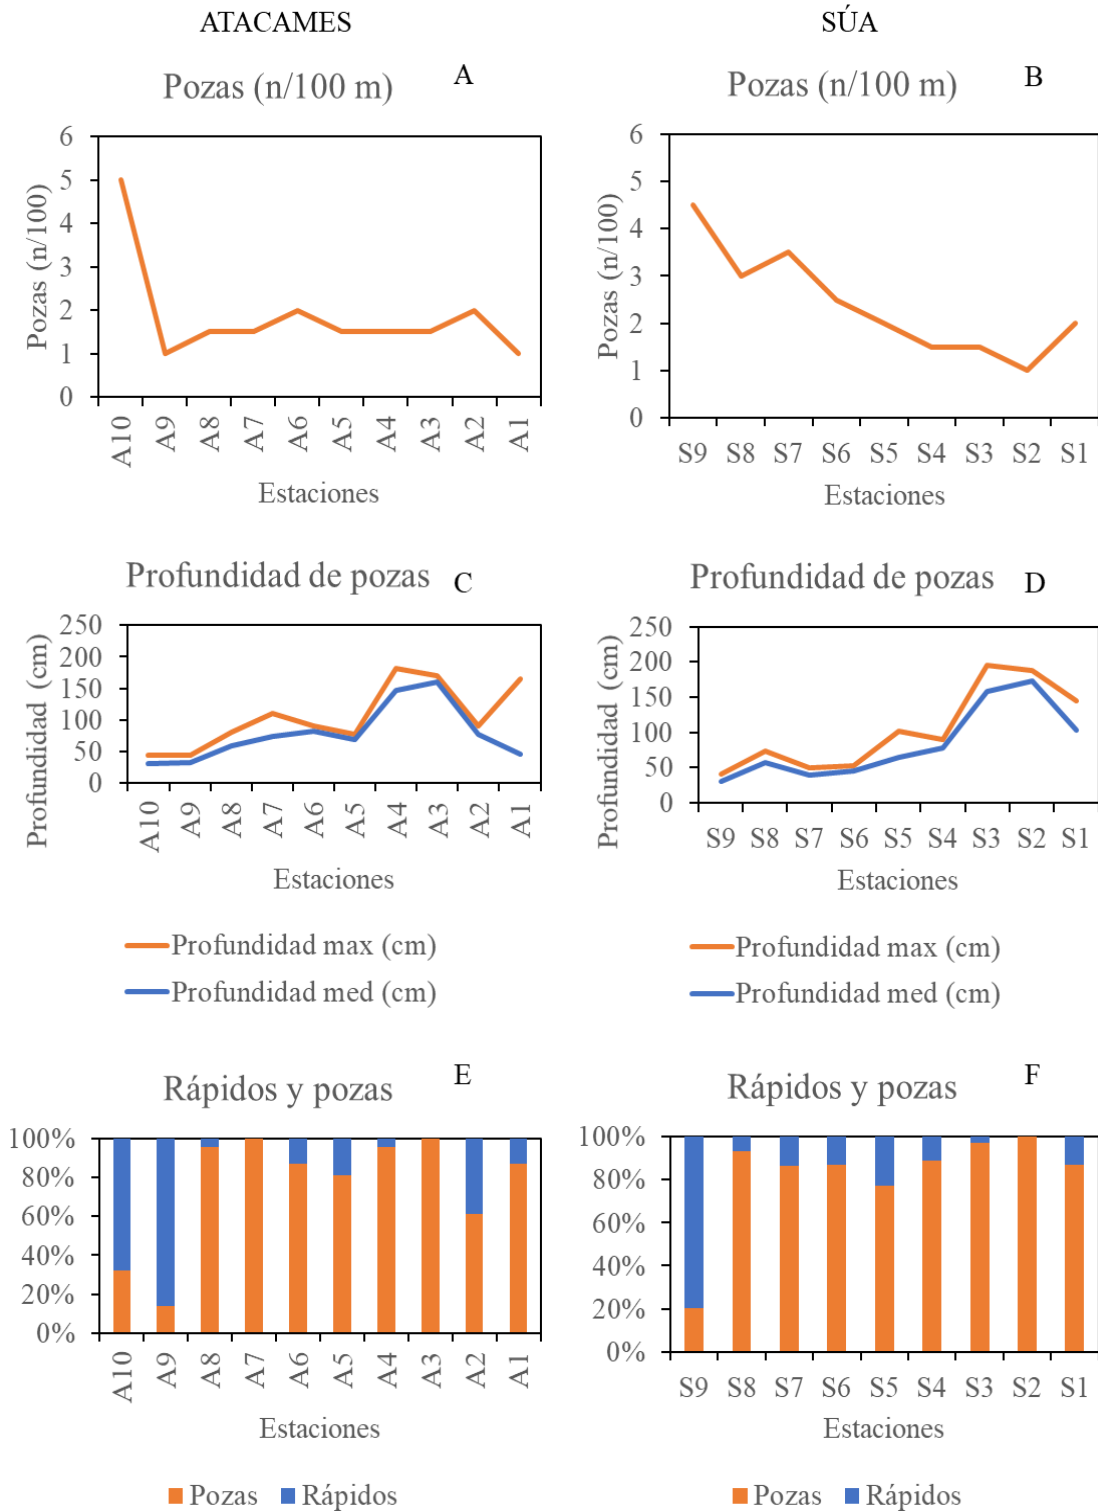 ATACAMES
SÚA
Pozas (n/100 m)
A
Pozas (n/100)
6
5
4
3
2
1
0
A10 A9 A8 A7 A6 A5 A4 A3 A2 A1
Estaciones
Pozas (n/100 m)
B
Pozas (n/100)
6
5
4
3
2
1
0
S9 S8 S7 S6 S5 S4 S3 S2 S1
Estaciones
Profundidad de pozas
C
Profundidad (cm)
250
200
150
100
50
0
A10 A9 A8 A7 A6 A5 A4 A3 A2 A1
Estaciones
Profundidad max (cm)
Profundidad med (cm)
Profundidad de pozas
D
Profundidad (cm)
250
200
150
100
50
0
S9 S8 S7 S6 S5 S4 S3 S2 S1
Estaciones
Profundidad max (cm)
Profundidad med (cm)
Rápidos y pozas
E
100%
80%
60%
40%
20%
0%
A10 A9 A8 A7 A6 A5 A4 A3 A2 A1
Estaciones
Pozas Rápidos
Rápidos y pozas
F
100%
80%
60%
40%
20%
0%
S9 S8 S7 S6 S5 S4 S3 S2 S1
Estaciones
Pozas Rápidos